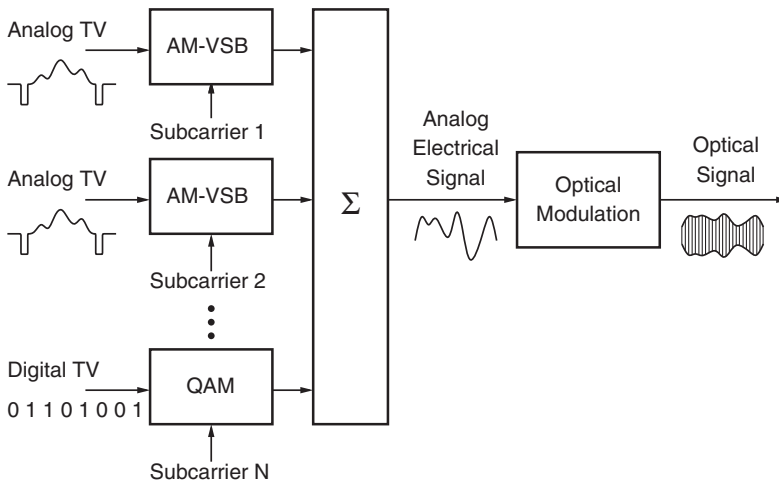 Analog TV
AM-VSB
Subcarrier 1
Analog TV
AM-VSB
Subcarrier 2
Digital TV
0 1 1 0 1 0 0 1
QAM
Subcarrier N
Σ
Analog
Electrical
Signal
Optical
Modulation
Optical
Signal